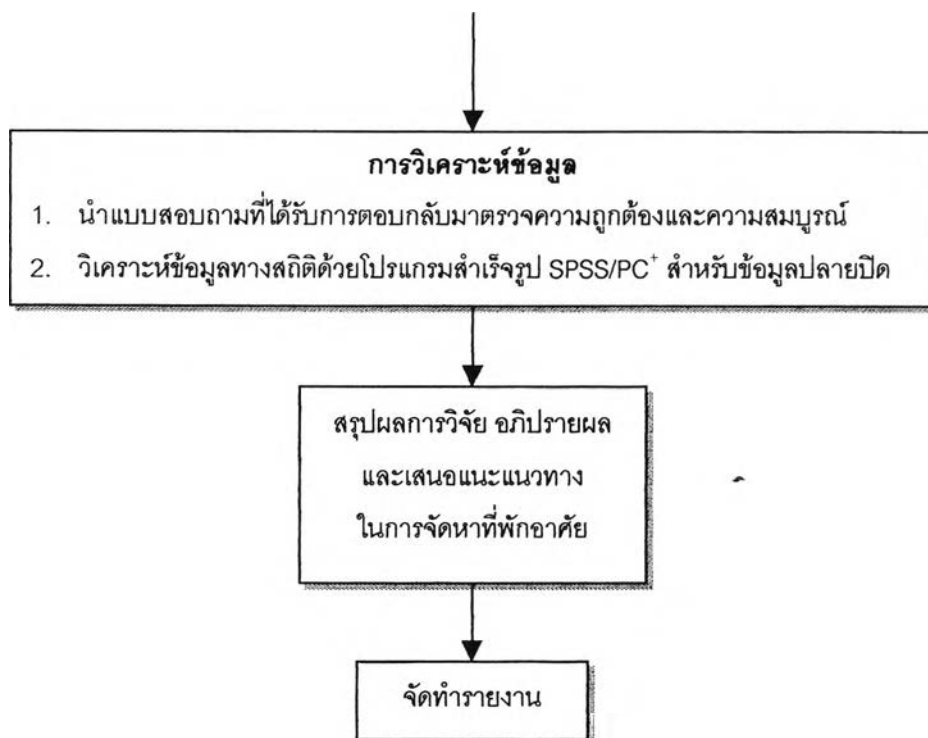 การวิเคราะห์ข้อมูล
1. นำแบบสอบถามที่ได้รับการตอบกลับมาตรวจความถูกต้องและความสมบูรณ์
2. วิเคราะห์ข้อมูลทางสถิติด้วยโปรแกรมสำเร็จรูป SPSS/PC⁺ สำหรับข้อมูลปลายปิด
สรุปผลการวิจัย อภิปรายผล
และเสนอแนะแนวทาง
ในการจัดหาที่พักอาศัย
จัดทำรายงาน